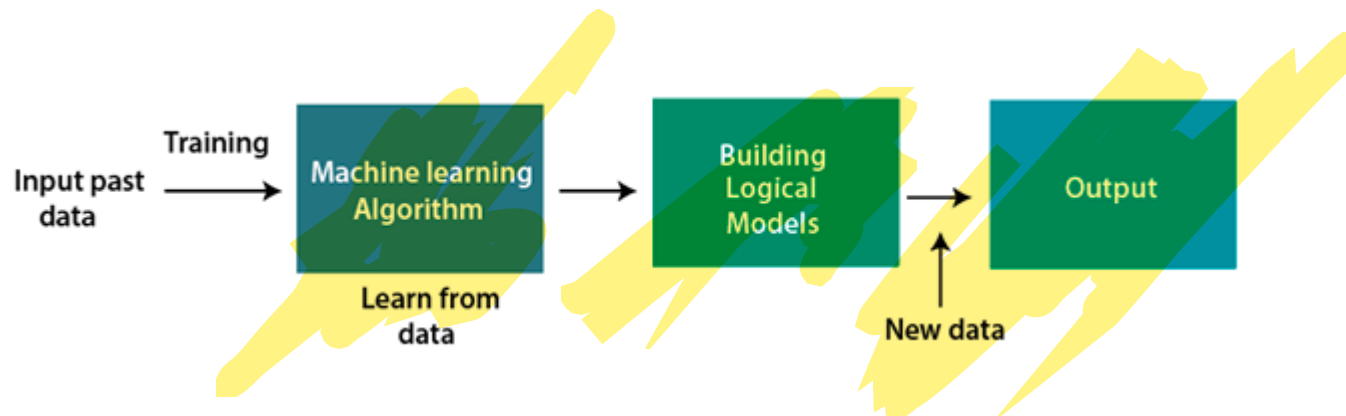 Training
Input past
data
Machine learning
Algorithm
Learn from
data
Building
Logical
Models
New data
Output